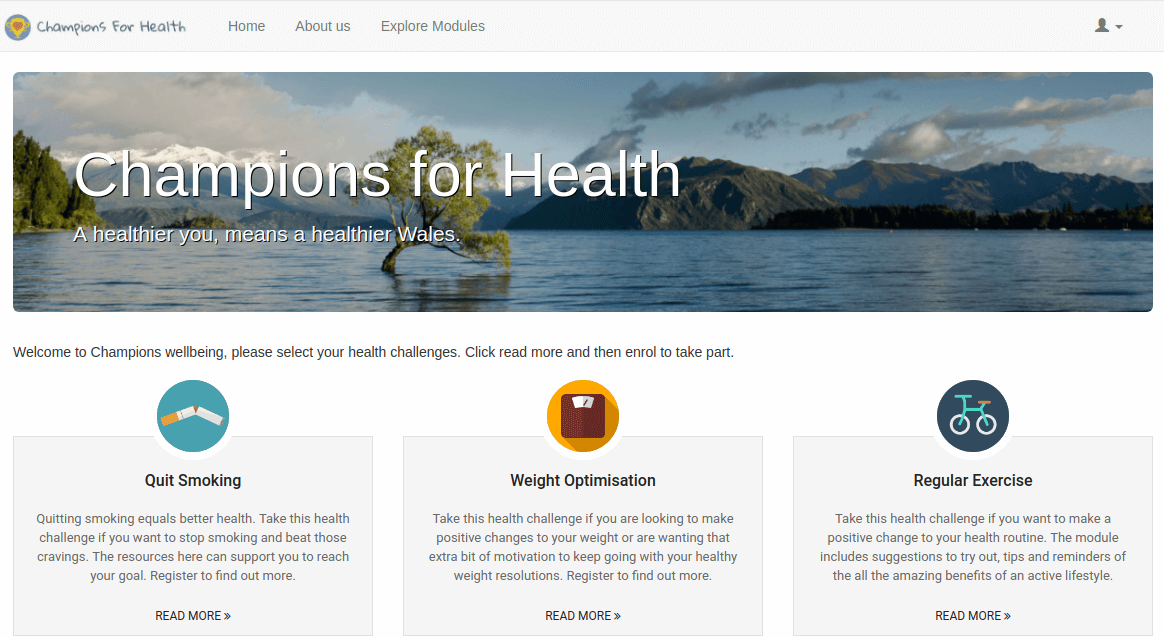 Champions For Health
Home
About us
Explore Modules
Champions for Health
A healthier you, means a healthier Wales.
Welcome to Champions wellbeing, please select your health challenges. Click read more and then enrol to take part.
Quit Smoking
Quitting smoking equals better health. Take this health
challenge if you want to stop smoking and beat those
cravings. The resources here can support you to reach
your goal. Register to find out more.
READ MORE »
Weight Optimisation
Take this health challenge if you are looking to make
positive changes to your weight or are wanting that
extra bit of motivation to keep going with your healthy
weight resolutions. Register to find out more.
READ MORE »
Regular Exercise
Take this health challenge if you want to make a
positive change to your health routine. The module
includes suggestions to try out, tips and reminders of
the all the amazing benefits of an active lifestyle.
READ MORE »